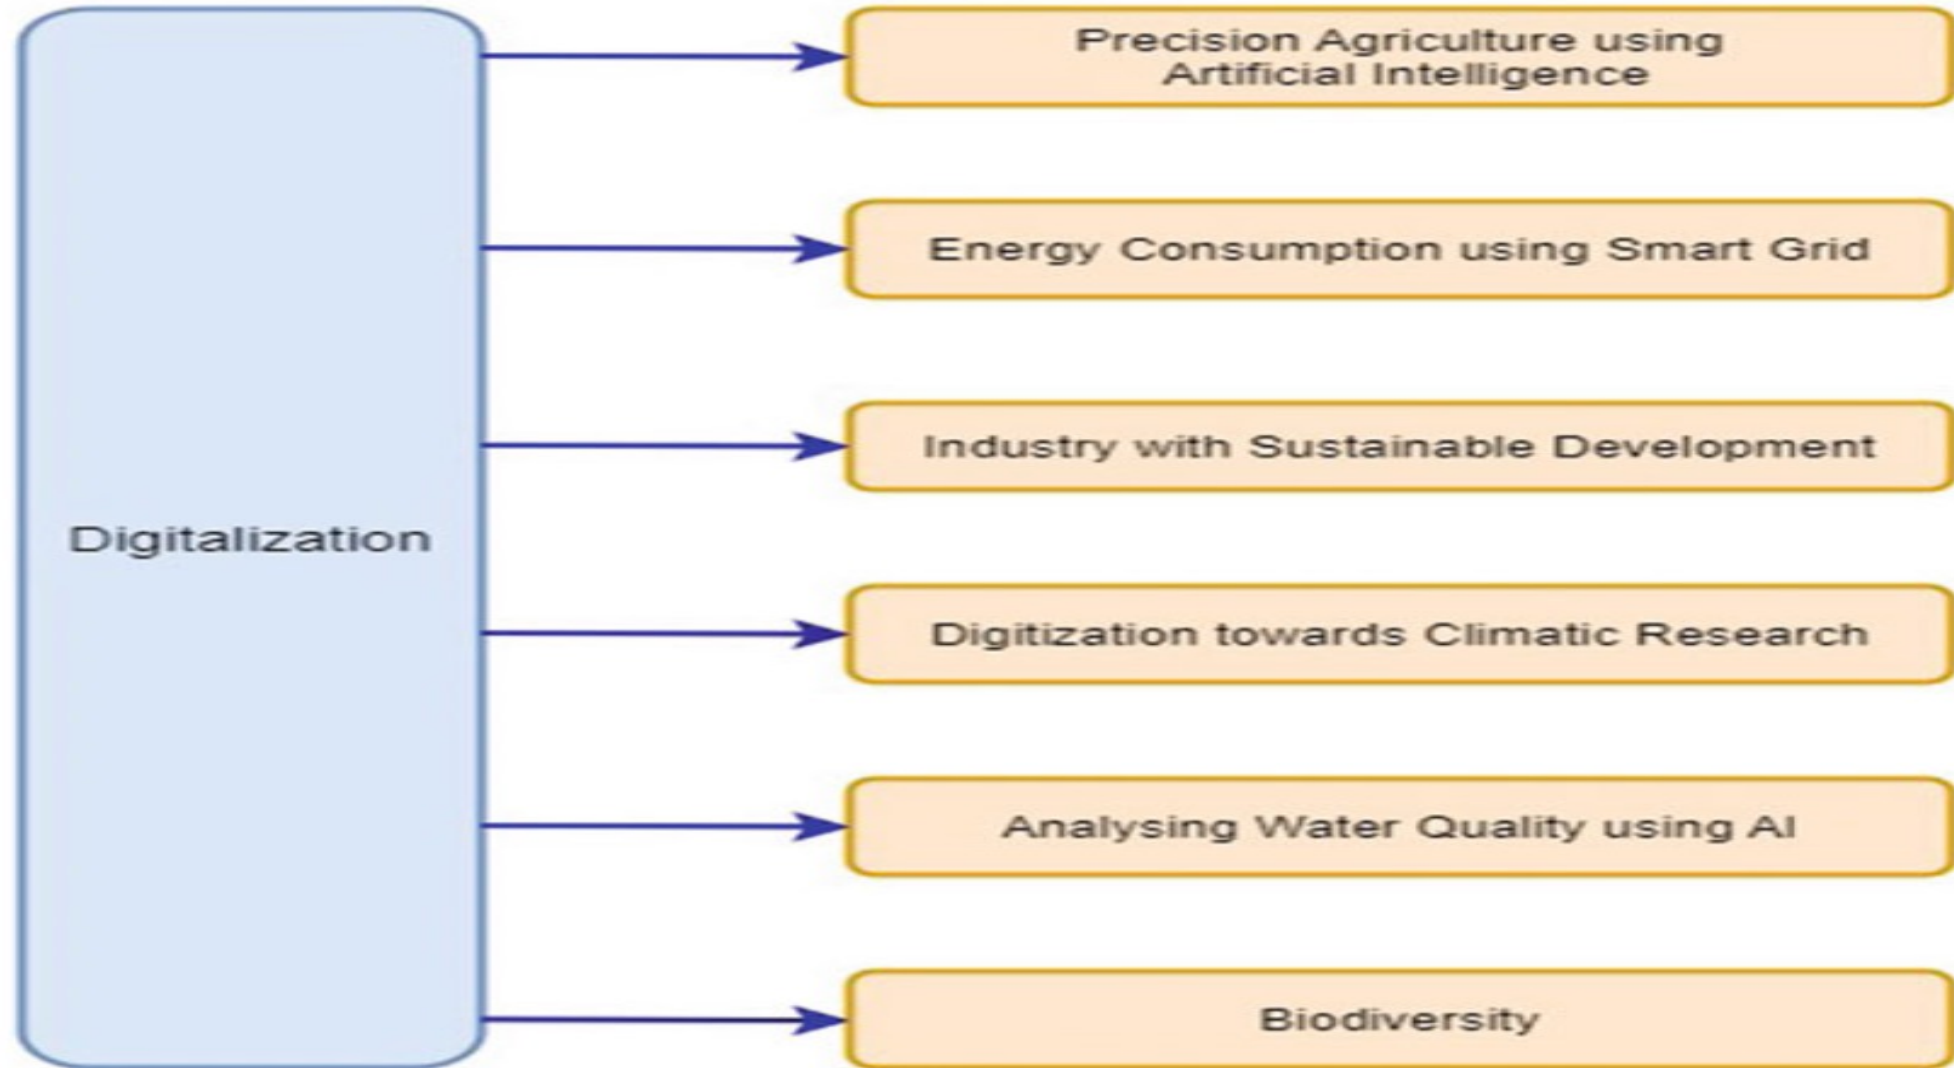 Digitalization
Precision Agriculture using
Artificial Intelligence
Energy Consumption using Smart Grid
Industry with Sustainable Development
Digitization towards Climatic Research
Analysing Water Quality using AI
Biodiversity